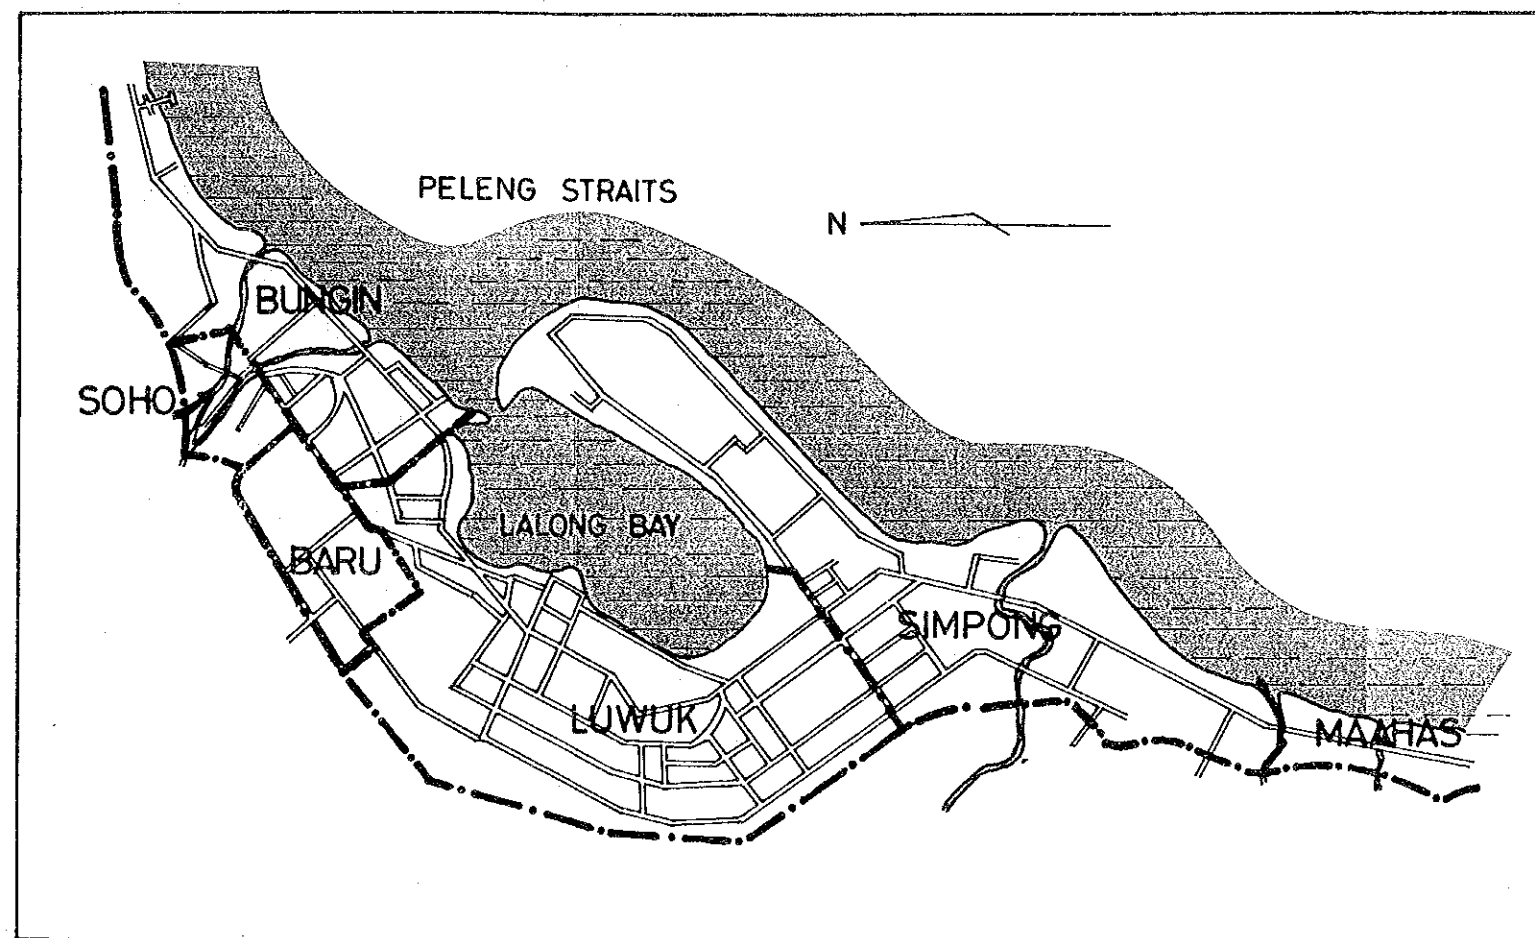 PELENG STRAITS
N
BUNGIN
SOHO
LALONG BAY
BARU
SIMPONG
LUWUK
MAAHAS